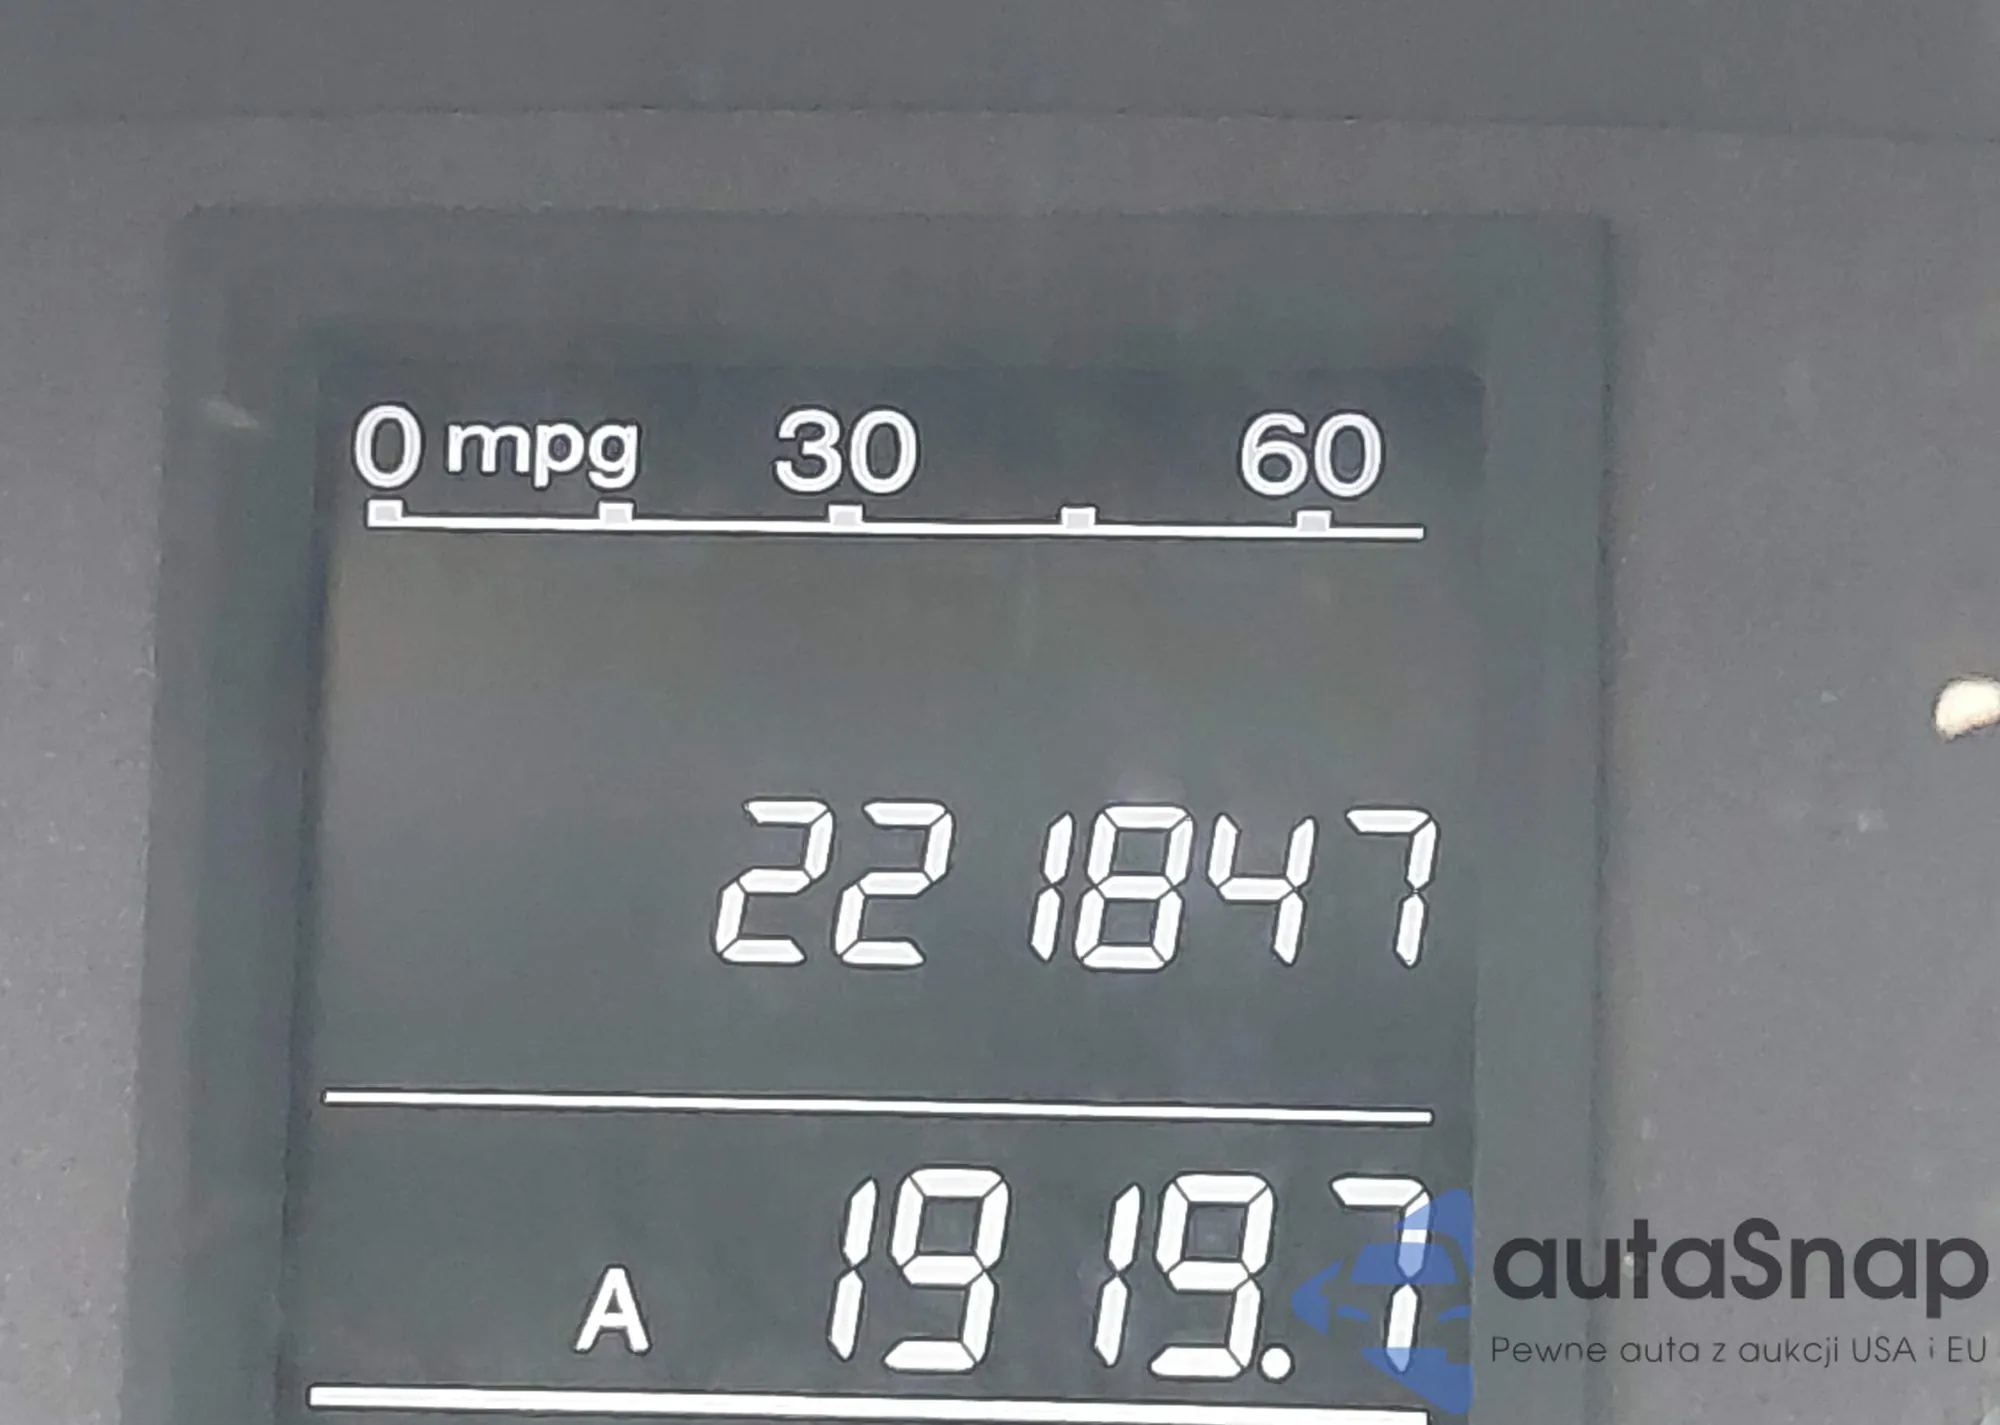 0 mpg 30 60
221847
A 1919.7
autaSnap
Pewne auta z aukcji USA i EU